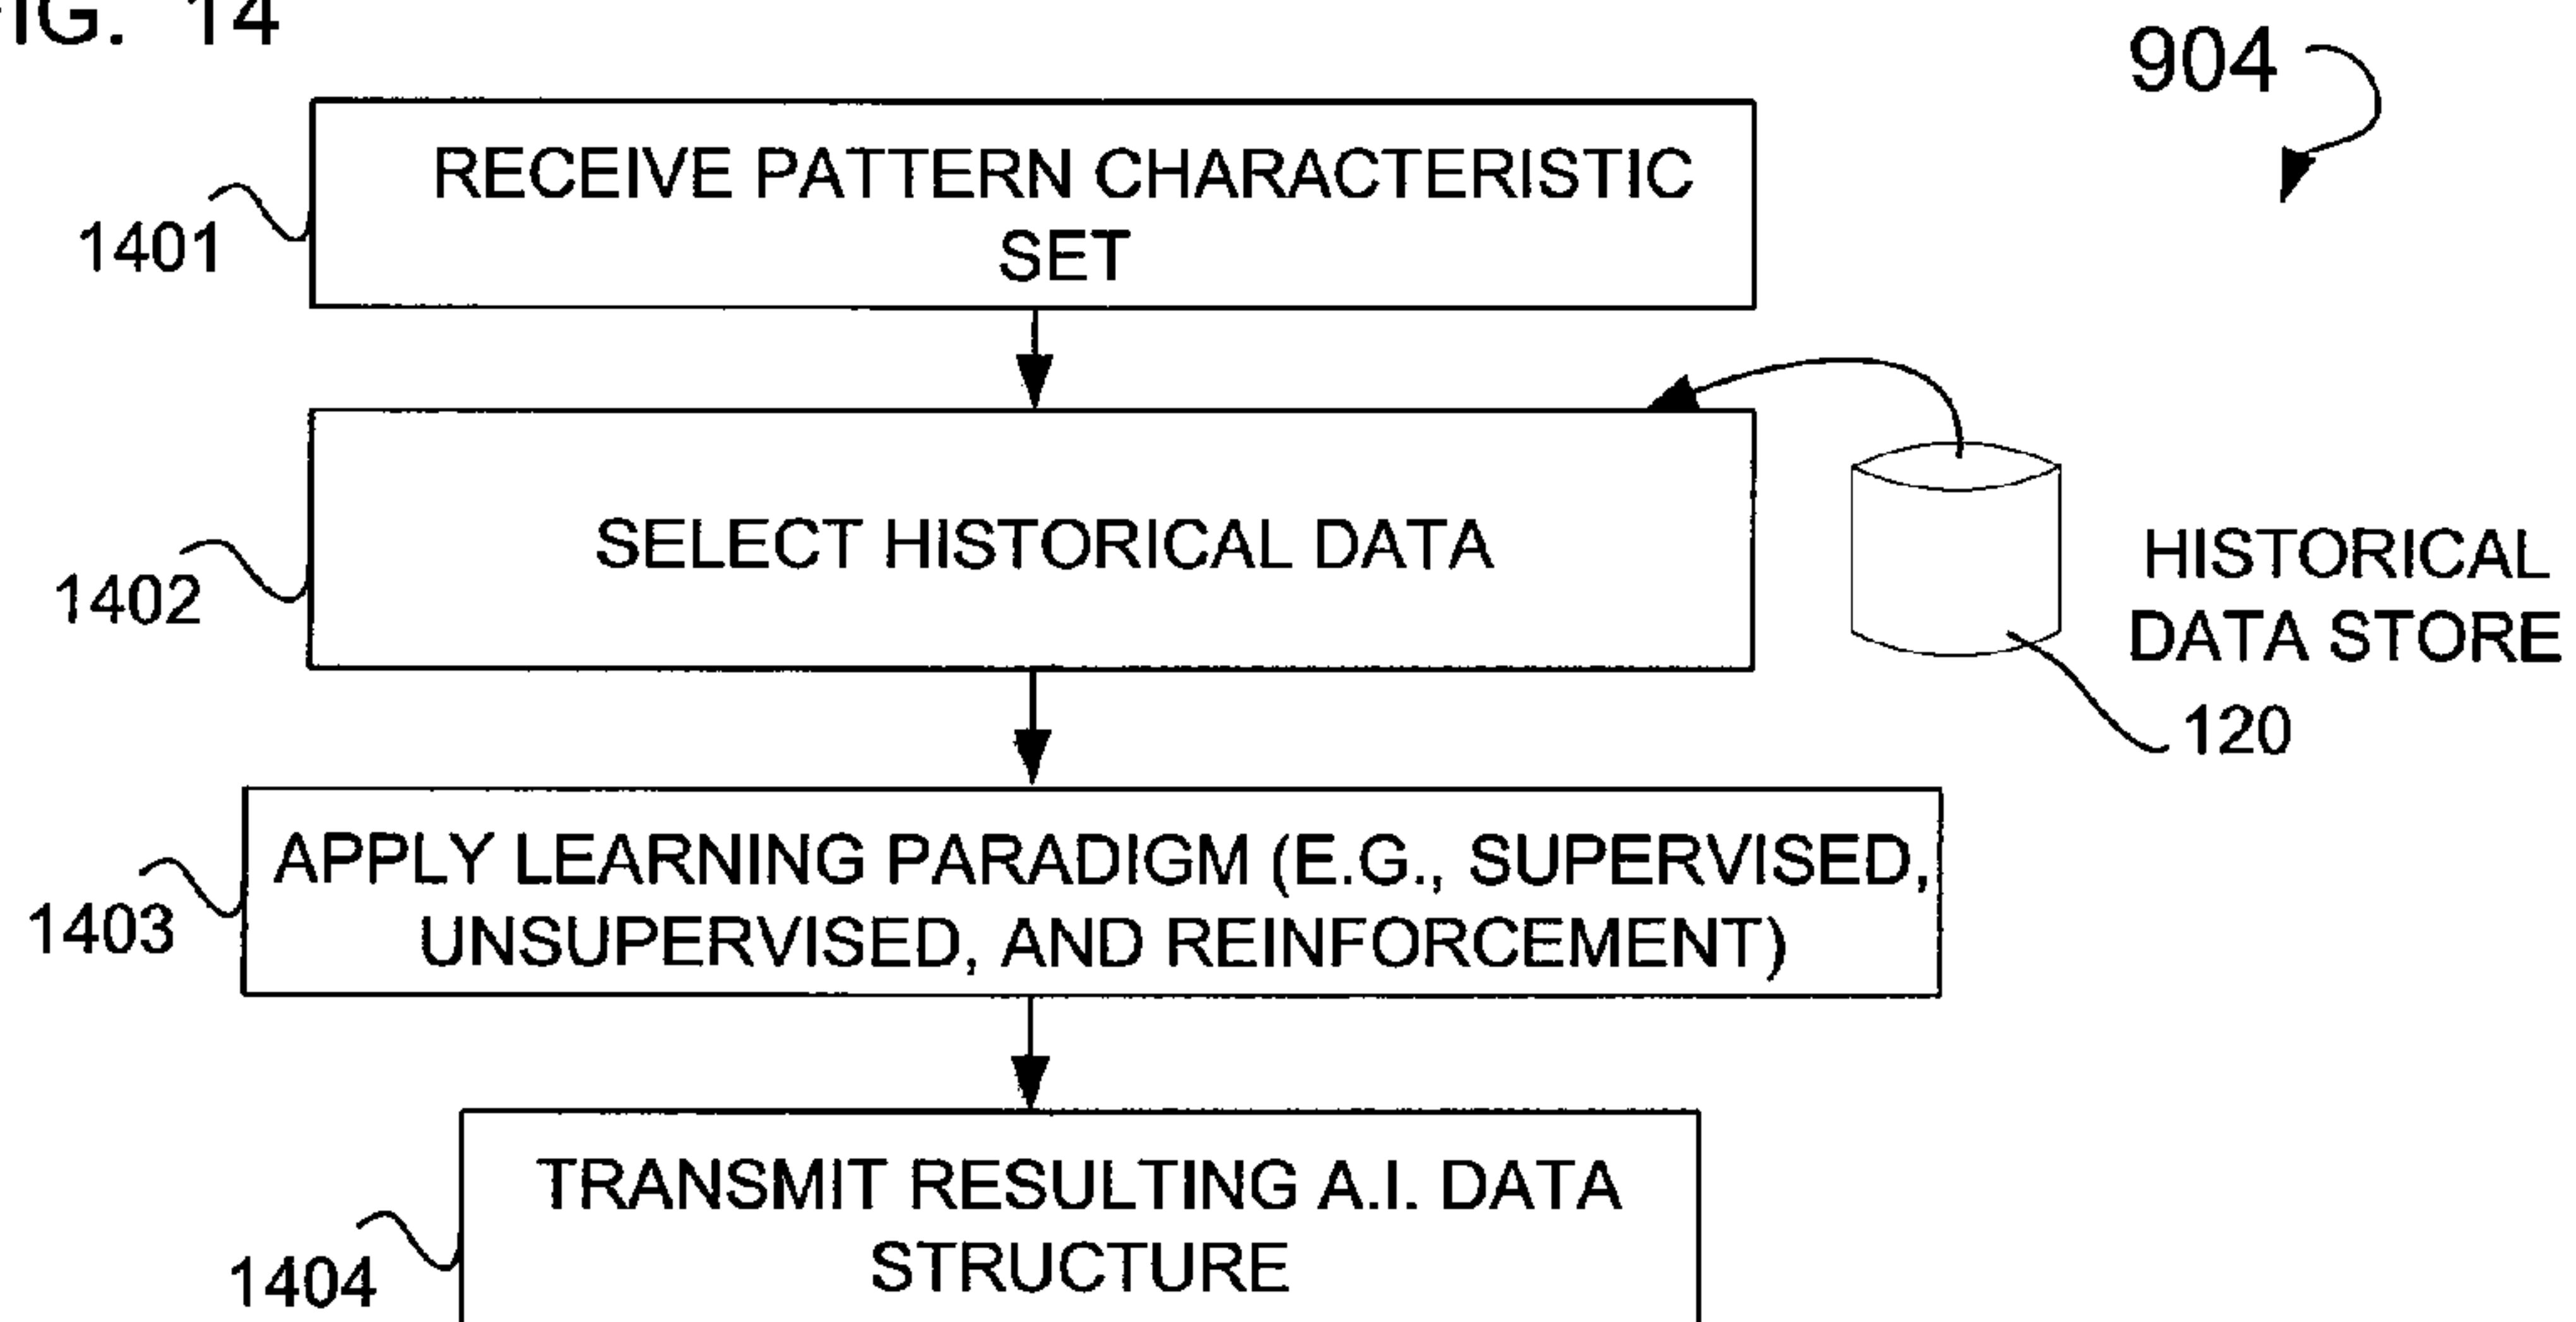 FIG. 14
904
RECEIVE PATTERN CHARACTERISTIC
SET
1401
SELECT HISTORICAL DATA
1402
HISTORICAL
DATA STORE
120
APPLY LEARNING PARADIGM (E.G., SUPERVISED,
UNSUPERVISED, AND REINFORCEMENT)
1403
TRANSMIT RESULTING A.I. DATA
STRUCTURE
1404